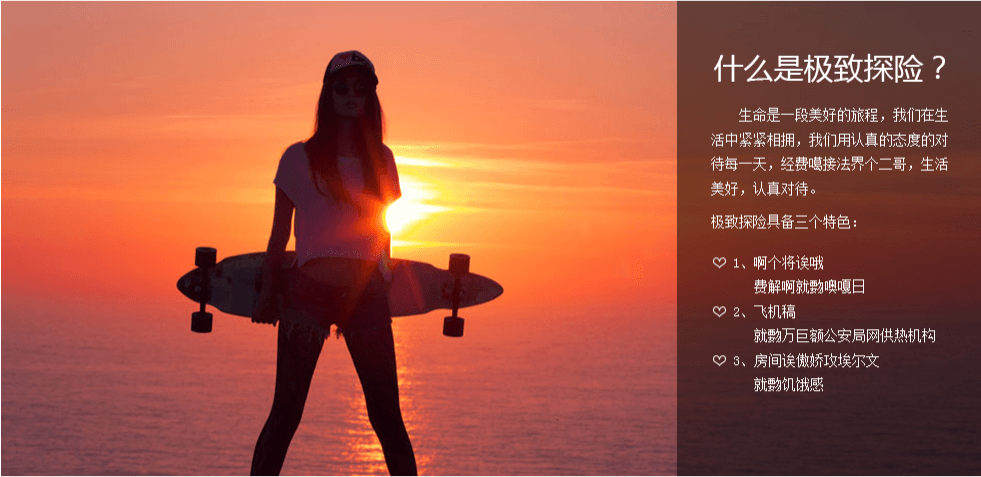 什么是极致探险？
生命是一段美好的旅程，我们在生
活中紧紧相拥，我们用认真的态度的对
待每一天，经费噶接法界个二哥，生活
美好，认真对待。
极致探险具备三个特色：
1、啊个将诶哦
费解啊就覅噢嘎日
2、飞机稿
就覅万巨额公安局网供热机构
3、房间诶傲娇攻埃尔文
就覅饥饿感